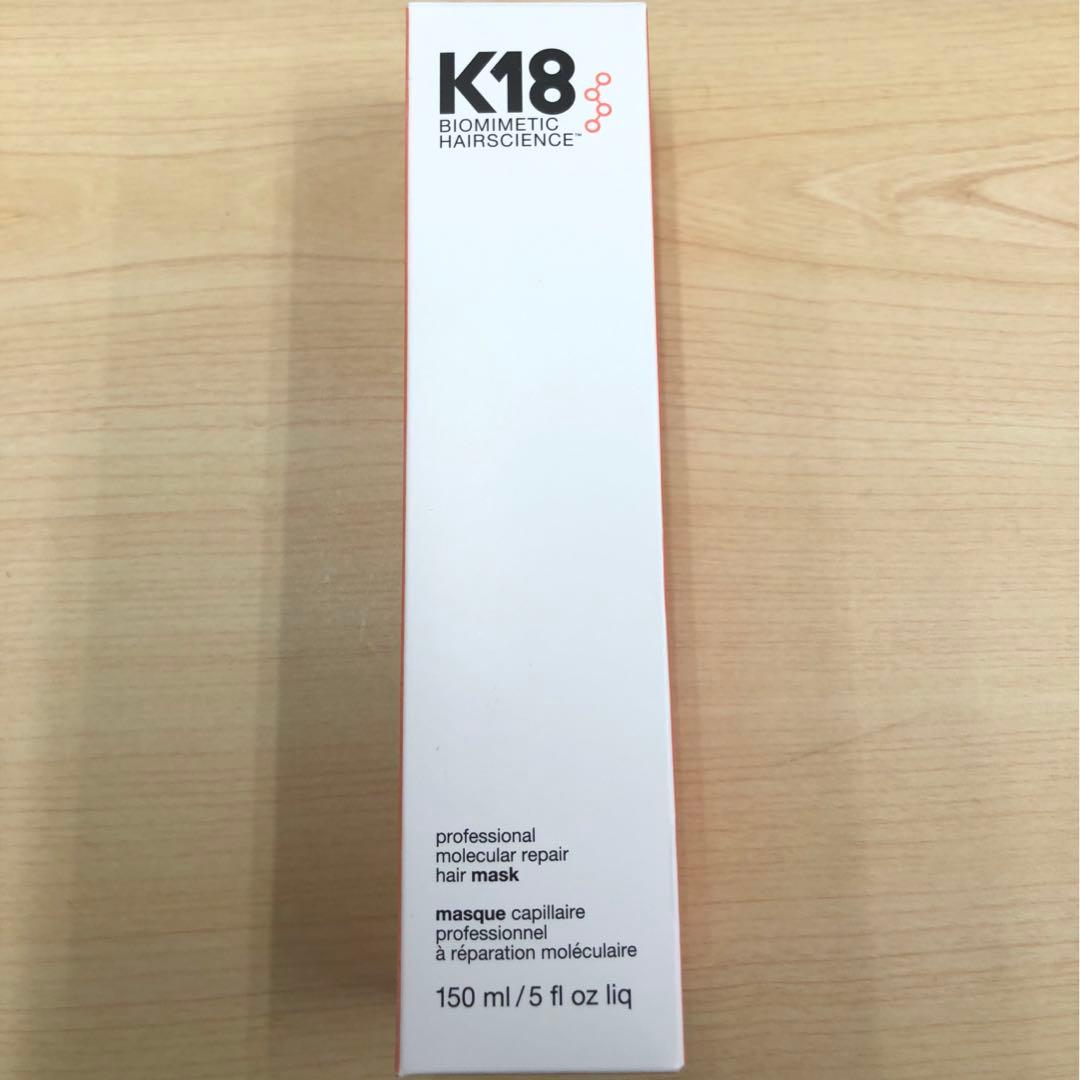 K18
BIOMIMETIC
HAIRSCIENCE™
professional
molecular repair
hair mask
masque capillaire
professionnel
à réparation moléculaire
150 ml/5 fl oz liq